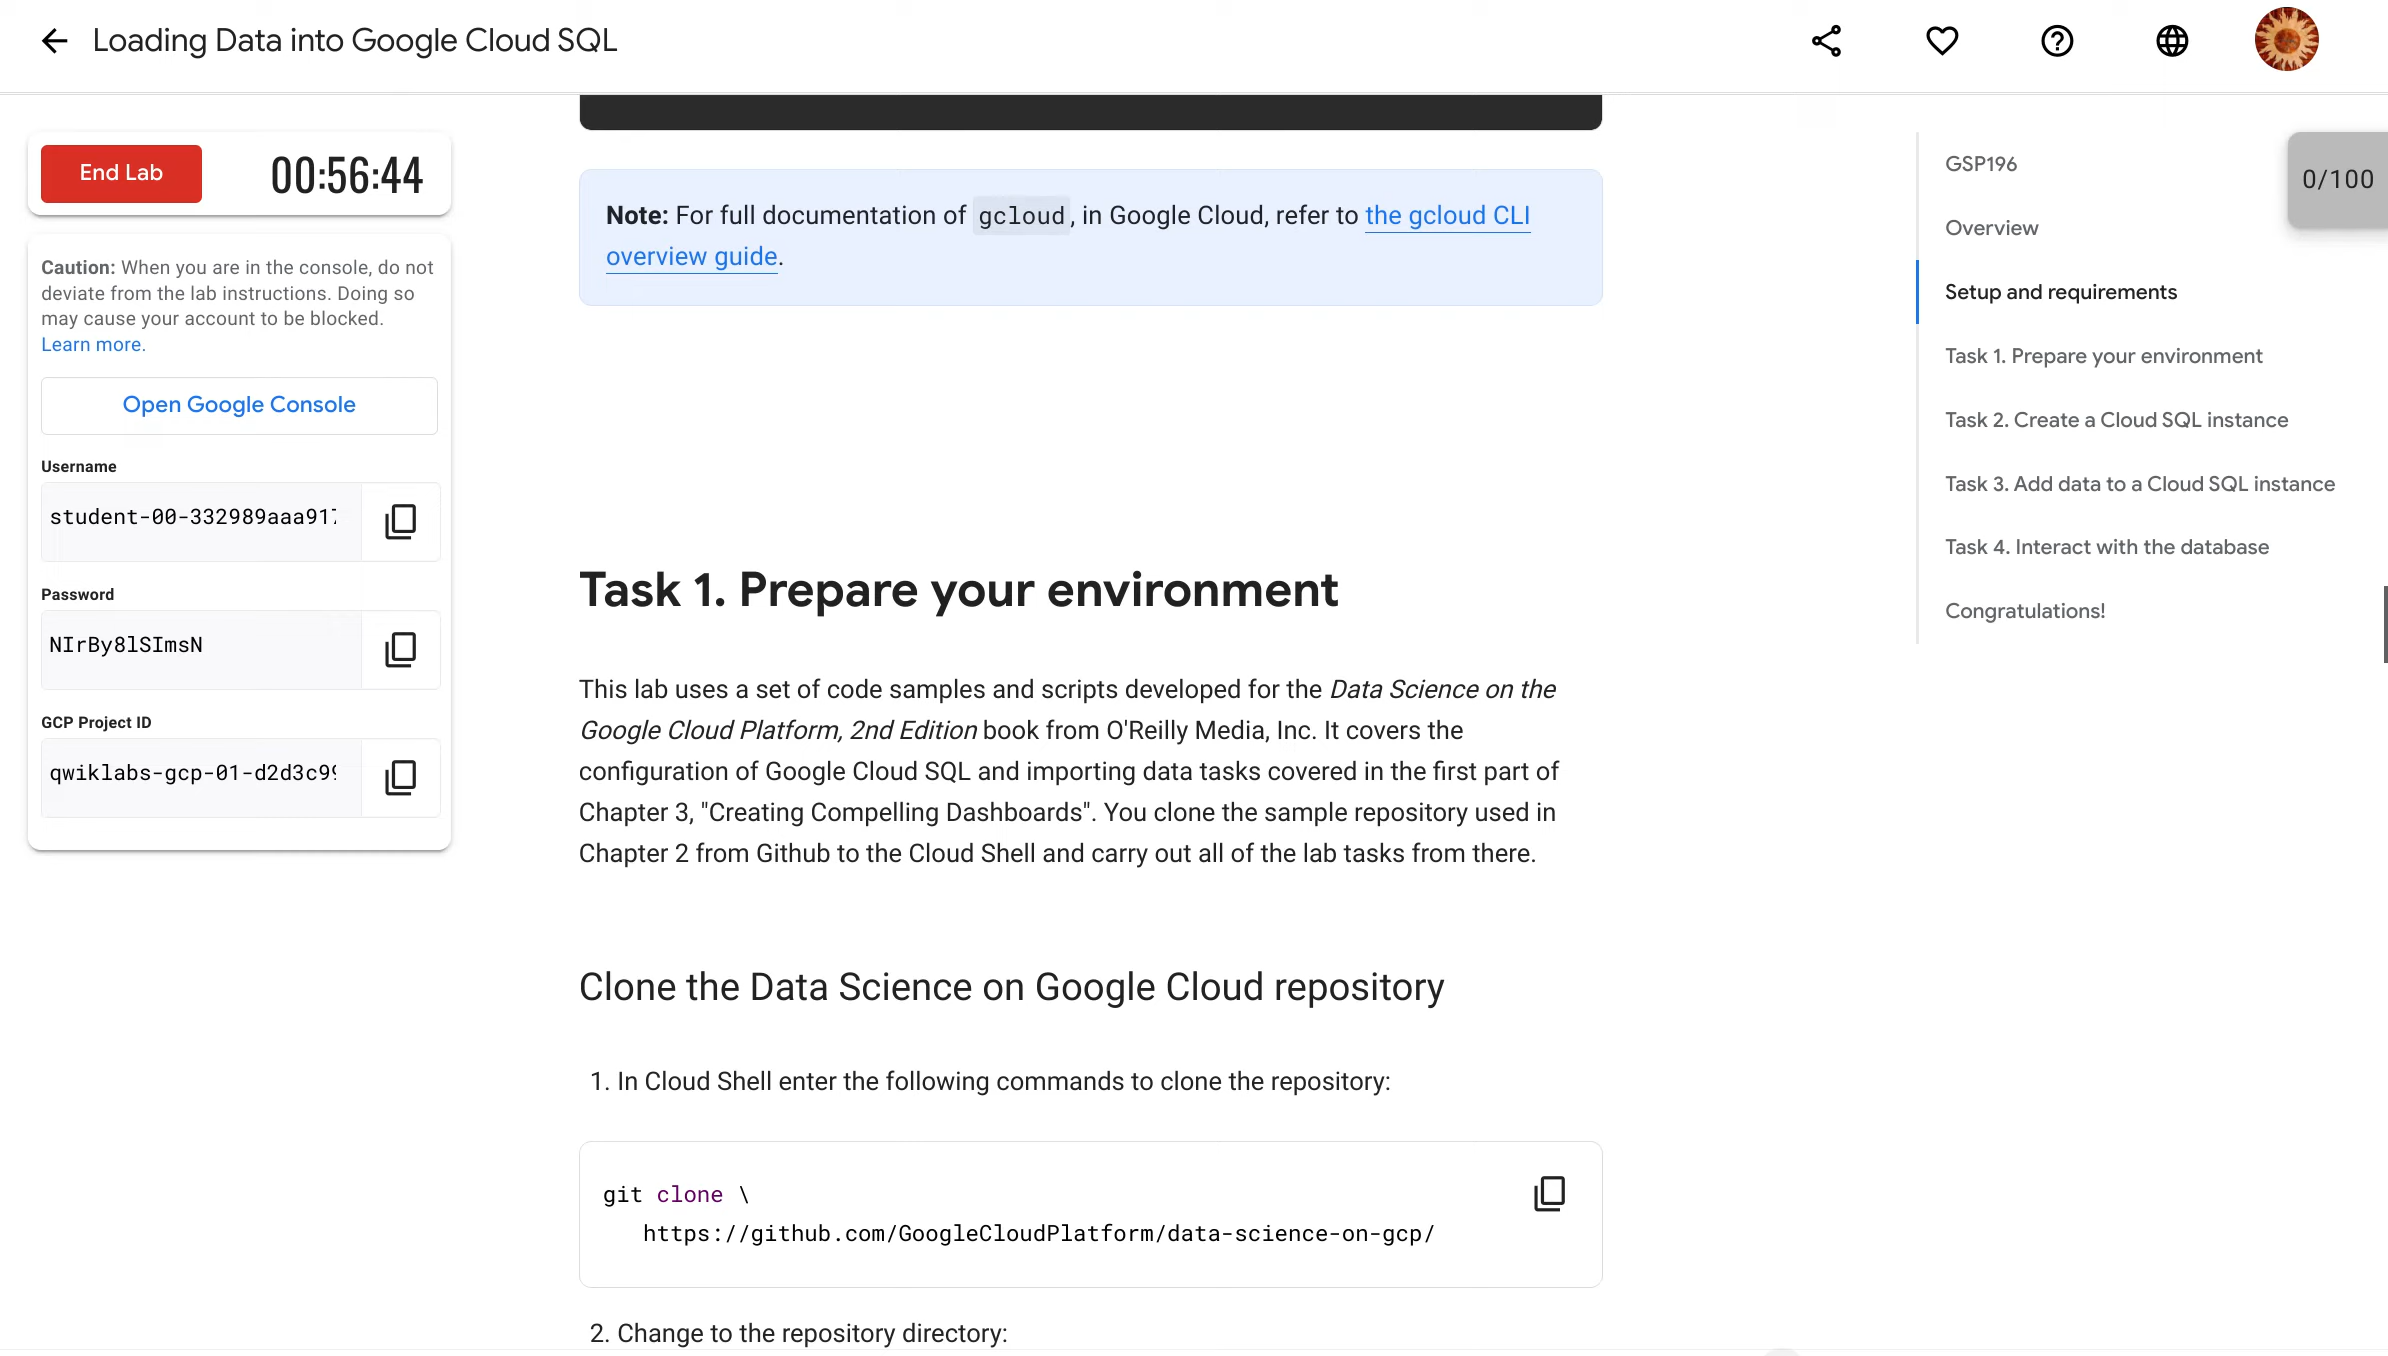 Loading Data into Google Cloud SQL
End Lab
00:56:44
Caution: When you are in the console, do not
deviate from the lab instructions. Doing so
may cause your account to be blocked.
Learn more.
Open Google Console
Username
student-00-332989aaa917
Password
NIrBy8lSImsN
GCP Project ID
qwiklabs-gcp-01-d2d3c99
Note: For full documentation of gcloud, in Google Cloud, refer to the gcloud CLI
overview guide.
Task 1. Prepare your environment
This lab uses a set of code samples and scripts developed for the Data Science on the
Google Cloud Platform, 2nd Edition book from O'Reilly Media, Inc. It covers the
configuration of Google Cloud SQL and importing data tasks covered in the first part of
Chapter 3, "Creating Compelling Dashboards". You clone the sample repository used in
Chapter 2 from Github to the Cloud Shell and carry out all of the lab tasks from there.
Clone the Data Science on Google Cloud repository
1. In Cloud Shell enter the following commands to clone the repository:
git clone \
https://github.com/GoogleCloudPlatform/data-science-on-gcp/
2. Change to the repository directory:
GSP196
Overview
Setup and requirements
Task 1. Prepare your environment
Task 2. Create a Cloud SQL instance
Task 3. Add data to a Cloud SQL instance
Task 4. Interact with the database
Congratulations!
0/100